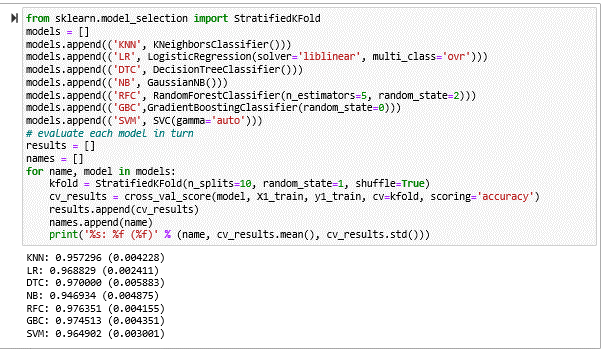 from sklearn.model_selection import StratifiedKFold
models = []
models.append(('KNN', KNeighborsClassifier()))
models.append(('LR', LogisticRegression(solver='liblinear', multi_class='ovr')))
models.append(('DTC', DecisionTreeClassifier()))
models.append(('NB', GaussianNB()))
models.append(('RFC', RandomForestClassifier(n_estimators=5, random_state=2)))
models.append(('GBC',GradientBoostingClassifier(random_state=0)))
models.append(('SVM', SVC(gamma='auto')))
# evaluate each model in turn
results = []
names = []
for name, model in models:
    kfold = StratifiedKFold(n_splits=10, random_state=1, shuffle=True)
    cv_results = cross_val_score(model, X1_train, y1_train, cv=kfold, scoring='accuracy')
    results.append(cv_results)
    names.append(name)
    print('%s: %f (%f)' % (name, cv_results.mean(), cv_results.std()))
KNN: 0.957296 (0.004228)
LR: 0.968829 (0.002411)
DTC: 0.970000 (0.005883)
NB: 0.946934 (0.004875)
RFC: 0.976351 (0.004155)
GBC: 0.974513 (0.004351)
SVM: 0.964902 (0.003001)